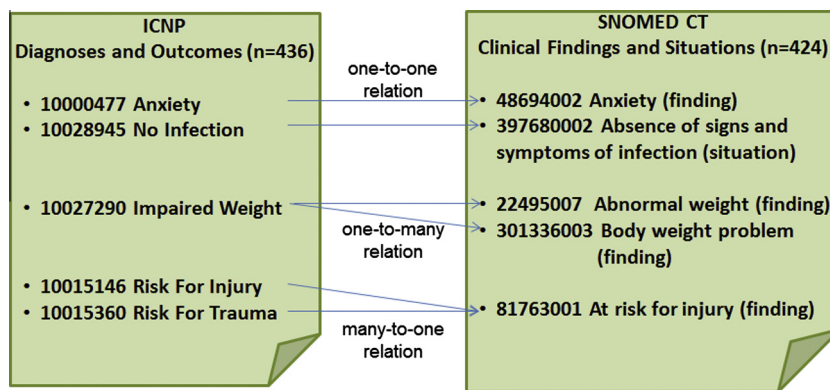 ICNP
Diagnoses and Outcomes (n=436)
• 10000477 Anxiety
• 10028945 No Infection
• 10027290 Impaired Weight
• 10015146 Risk For Injury
• 10015360 Risk For Trauma
one-to-one
relation
one-to-many
relation
many-to-one
relation
SNOMED CT
Clinical Findings and Situations (n=424)
• 48694002 Anxiety (finding)
• 397680002 Absence of signs and
symptoms of infection (situation)
• 22495007 Abnormal weight (finding)
• 301336003 Body weight problem
(finding)
• 81763001 At risk for injury (finding)